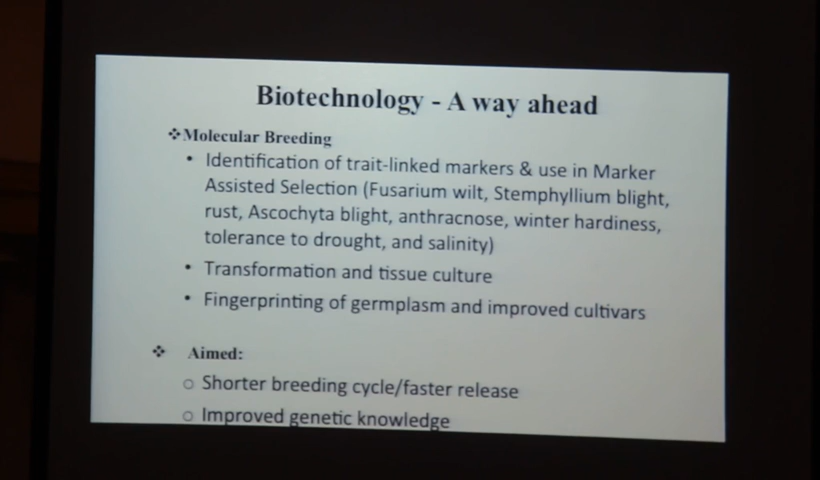 Biotechnology - A way ahead
❖Molecular Breeding
• Identification of trait-linked markers & use in Marker
Assisted Selection (Fusarium wilt, Stemphyllium blight,
rust, Ascochyta blight, anthracnose, winter hardiness,
tolerance to drought, and salinity)
• Transformation and tissue culture
• Fingerprinting of germplasm and improved cultivars
❖ Aimed:
o Shorter breeding cycle/faster release
o Improved genetic knowledge